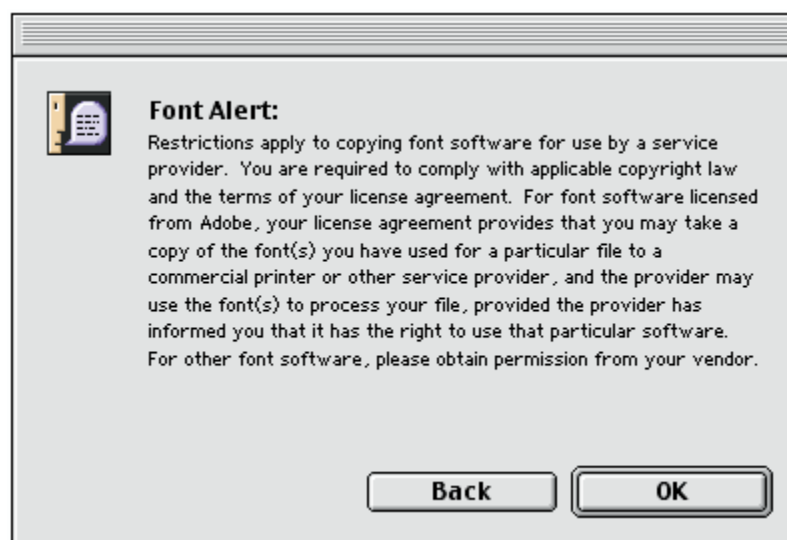 Font Alert:
Restrictions apply to copying font software for use by a service
provider. You are required to comply with applicable copyright law
and the terms of your license agreement. For font software licensed
from Adobe, your license agreement provides that you may take a
copy of the font(s) you have used for a particular file to a
commercial printer or other service provider, and the provider may
use the font(s) to process your file, provided the provider has
informed you that it has the right to use that particular software.
For other font software, please obtain permission from your vendor.
Back OK